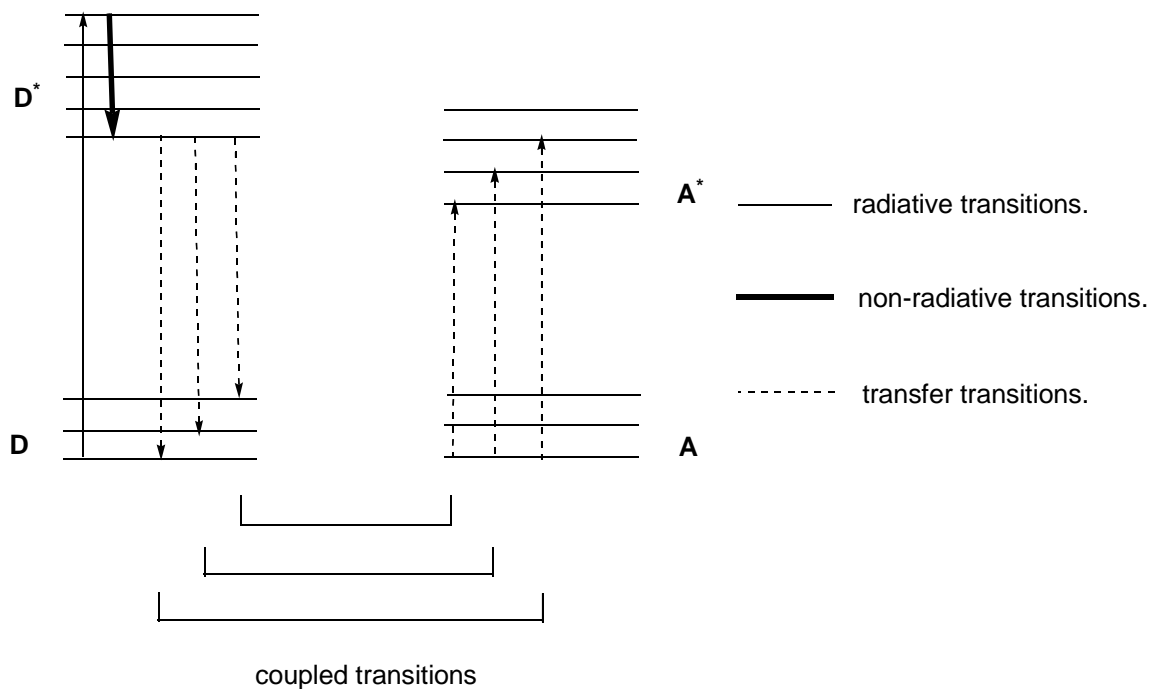 D*
A*
radiative transitions.
non-radiative transitions.
transfer transitions.
D
A
coupled transitions